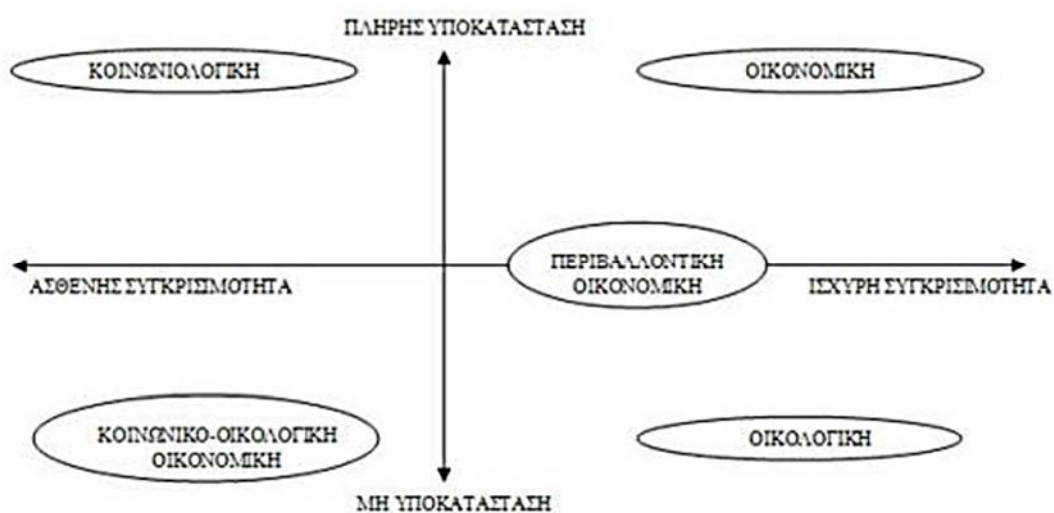 ΠΛΗΡΗΣ ΥΠΟΚΑΤΑΣΤΑΣΗ
ΚΟΙΝΩΝΙΟΛΟΓΙΚΗ
ΟΙΚΟΝΟΜΙΚΗ
ΠΕΡΙΒΑΛΛΟΝΤΙΚΗ
ΟΙΚΟΝΟΜΙΚΗ
ΑΣΘΕΝΗΣ ΣΥΓΚΡΙΣΙΜΟΤΗΤΑ
ΙΣΧΥΡΗ ΣΥΓΚΡΙΣΙΜΟΤΗΤΑ
ΚΟΙΝΩΝΙΚΟ-ΟΙΚΟΛΟΓΙΚΗ
ΟΙΚΟΝΟΜΙΚΗ
ΟΙΚΟΛΟΓΙΚΗ
ΜΗ ΥΠΟΚΑΤΑΣΤΑΣΗ